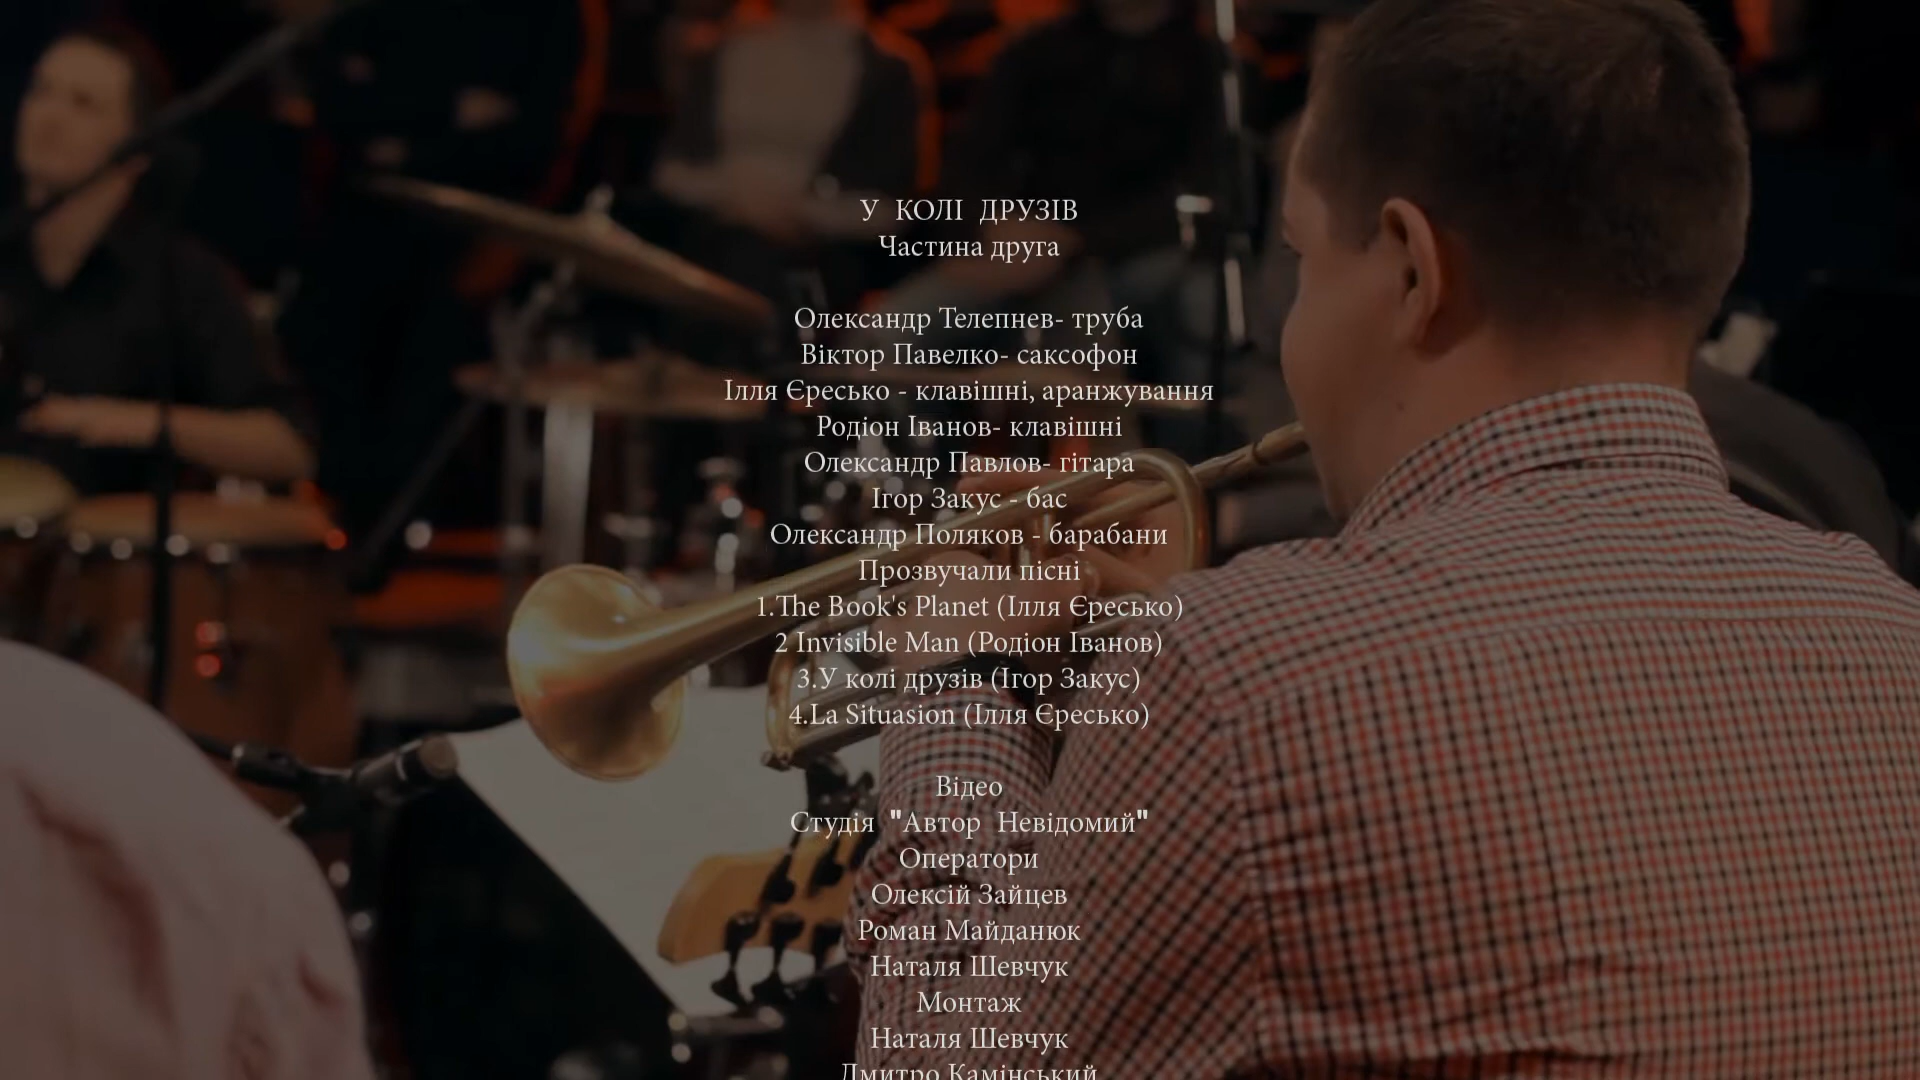 У КОЛІ ДРУЗІВ
Частина друга
Олександр Телепнев- труба
Віктор Павелко- саксофон
Ілля Єресько - клавішні, аранжування
Родіон Іванов- клавішні
Олександр Павлов- гітара
Ігор Закус - бас
Олександр Поляков - барабани
Прозвучали пісні
1.The Book's Planet (Ілля Єресько)
2 Invisible Man (Родіон Іванов)
3.У колі друзів (Ігор Закус)
4.La Situasion (Ілля Єресько)
Відео
Студія "Автор Невідомий"
Оператори
Олексій Зайцев
Роман Майданюк
Наталя Шевчук
Монтаж
Наталя Шевчук
Дмитро Камінський